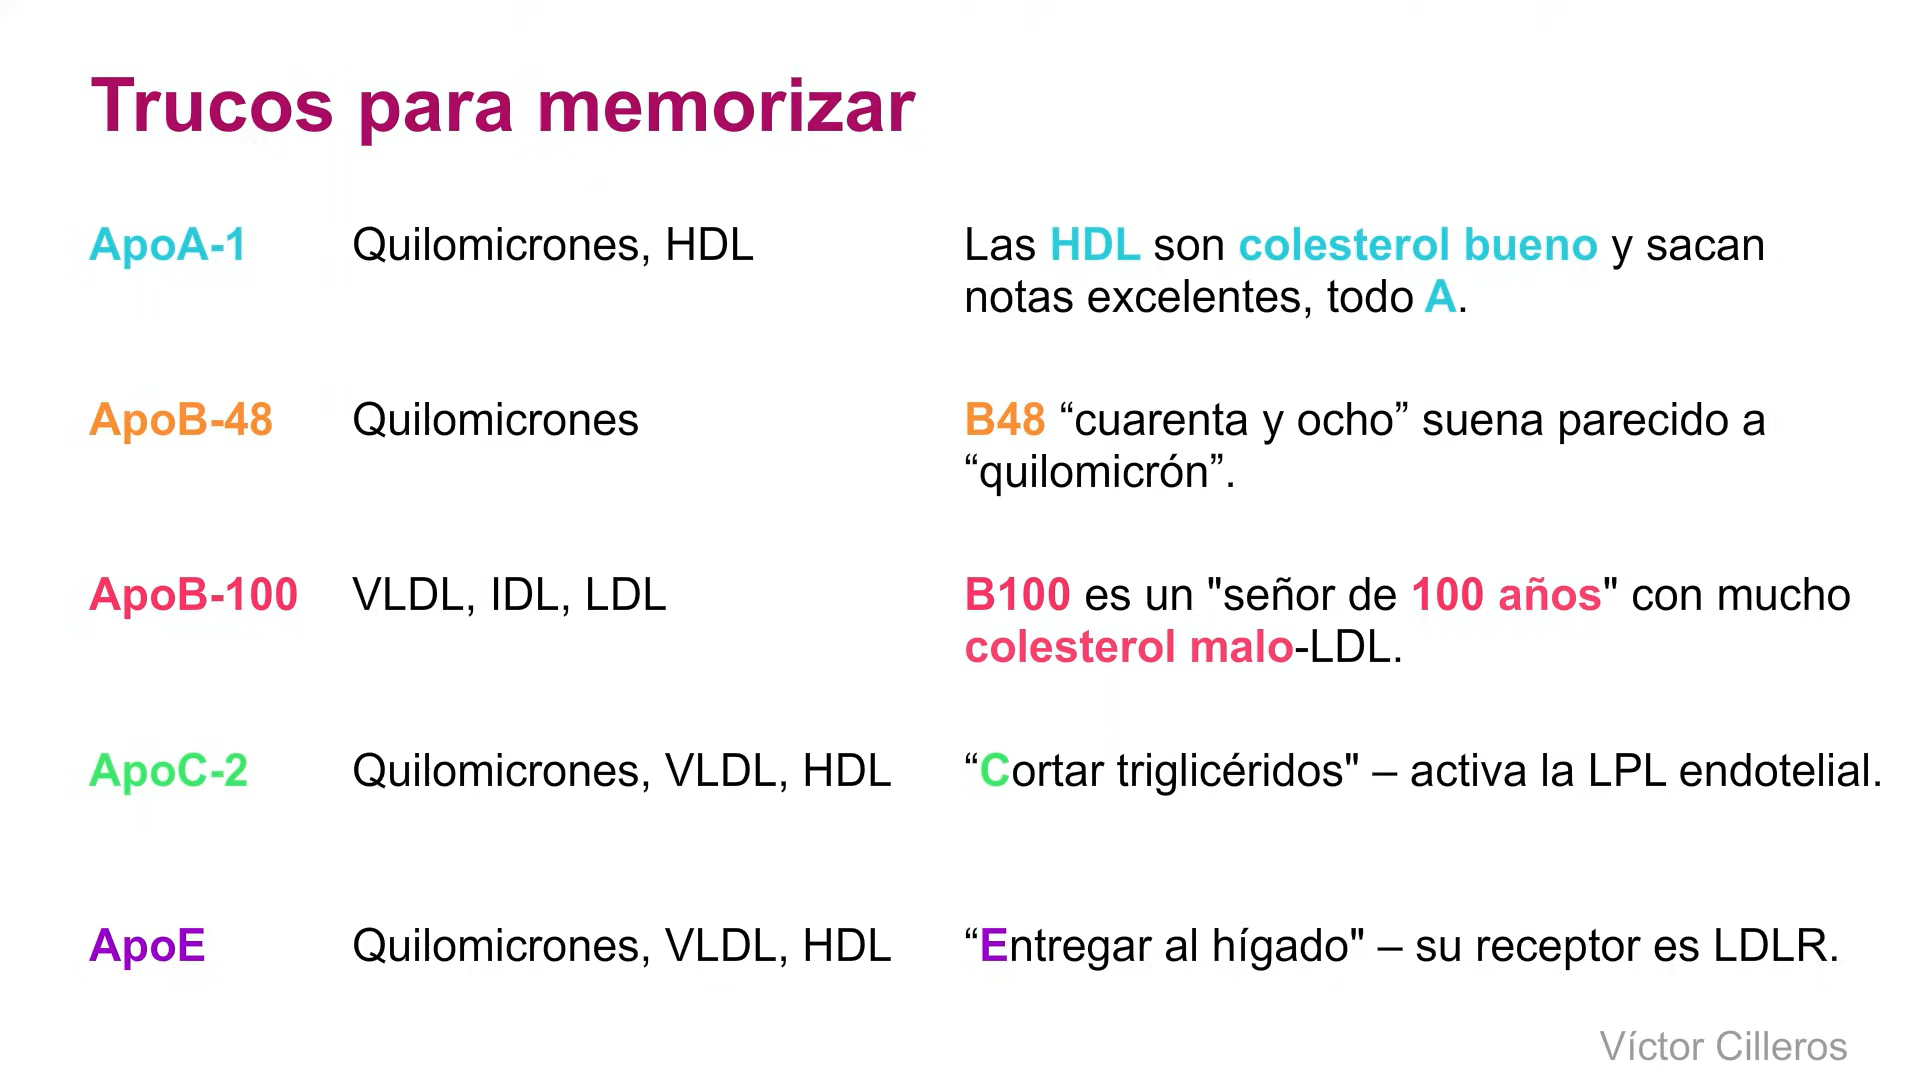 Trucos para memorizar
ApoA-1 Quilomicrones, HDL Las HDL son colesterol bueno y sacan
notas excelentes, todo A.
ApoB-48 Quilomicrones B48 “cuarenta y ocho” suena parecido a
“quilomicrón”.
ApoB-100 VLDL, IDL, LDL B100 es un "señor de 100 años" con mucho
colesterol malo-LDL.
ApoC-2 Quilomicrones, VLDL, HDL “Cortar triglicéridos" – activa la LPL endotelial.
ApoE Quilomicrones, VLDL, HDL “Entregar al hígado" – su receptor es LDLR.
Víctor Cilleros